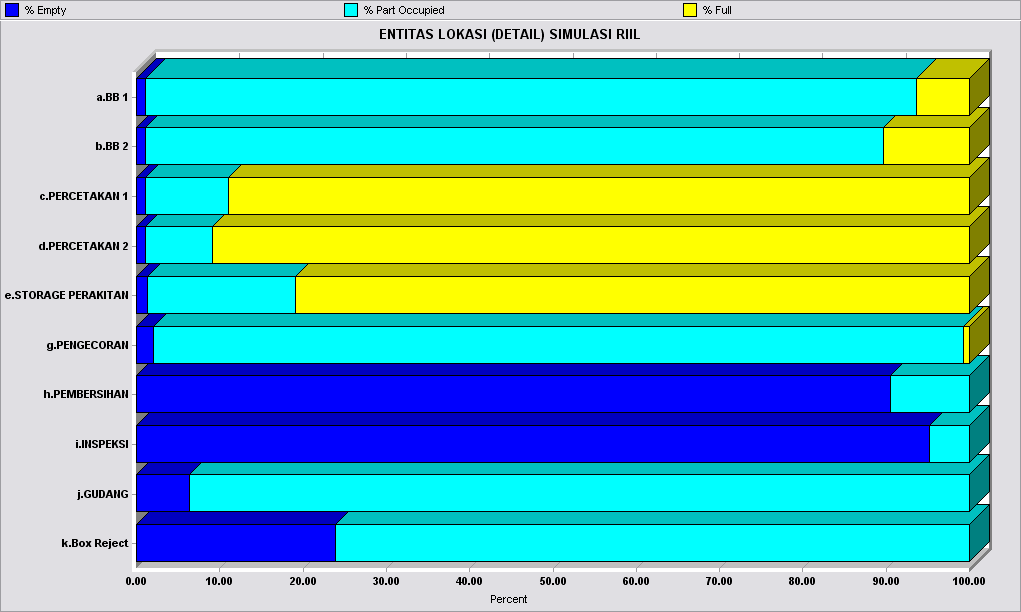 % Empty % Part Occupied % Full
ENTITAS LOKASI (DETAIL) SIMULASI RIIL
a.BB 1
b.BB 2
c.PERCETAKAN 1
d.PERCETAKAN 2
e.STORAGE PERAKITAN
g.PENGECORAN
h.PEMBERSIHAN
i.INSPEKSI
j.GUDANG
k.Box Reject
0.00 10.00 20.00 30.00 40.00 50.00 60.00 70.00 80.00 90.00 100.00
Percent